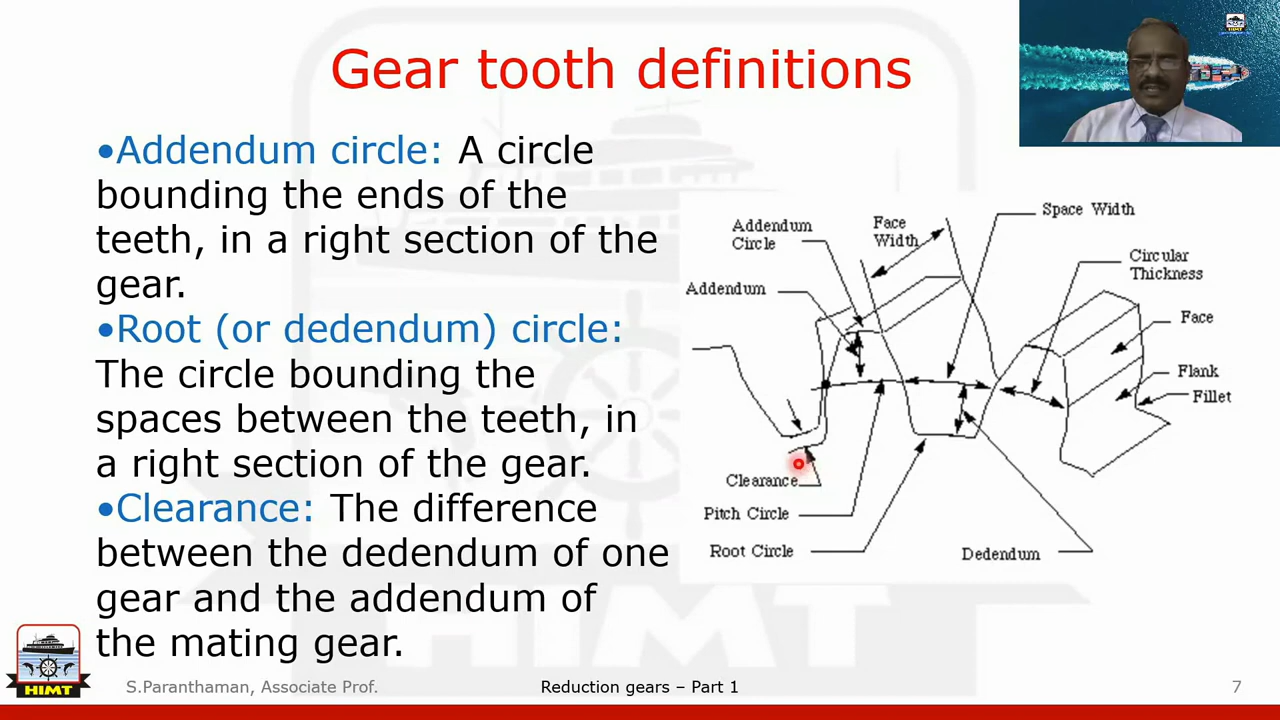 Gear tooth definitions
HIMT
•Addendum circle: A circle
bounding the ends of the
teeth, in a right section of the
gear.
•Root (or dedendum) circle:
The circle bounding the
spaces between the teeth, in
a right section of the gear.
•Clearance: The difference
between the dedendum of one
gear and the addendum of
the mating gear.
Addendum
Circle
Face
Width
Space Width
Circular
Thickness
Addendum
Face
Flank
Fillet
Clearance
Pitch Circle
Root Circle
Dedendum
HIMT
HIMT
S.Paranthaman, Associate Prof.
Reduction gears – Part 1
7